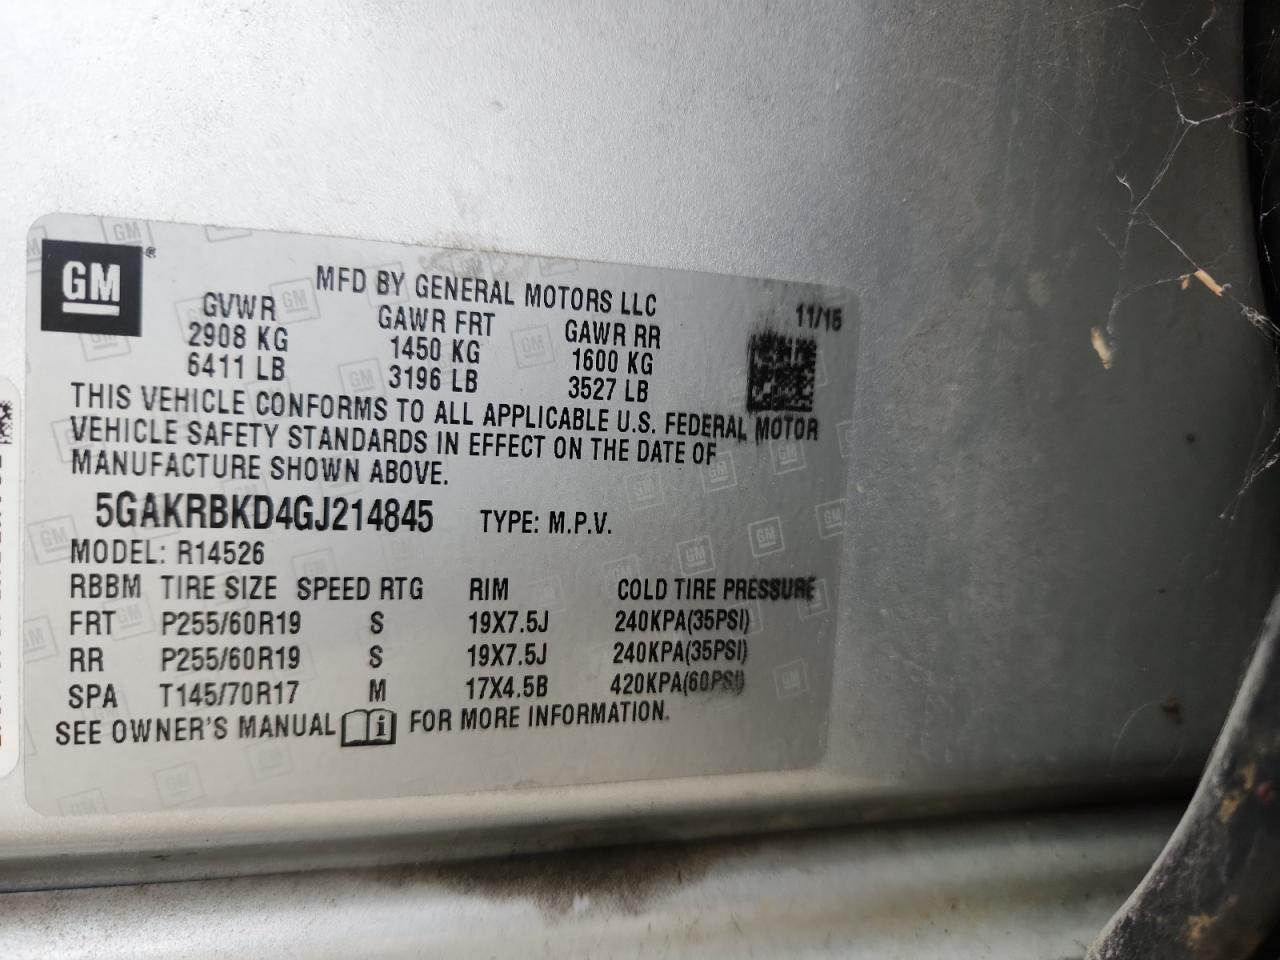 GM
MFD BY GENERAL MOTORS LLC
11/15
GVWR GAWR FRT GAWR RR
2908 KG 1450 KG 1600 KG
6411 LB 3196 LB 3527 LB
THIS VEHICLE CONFORMS TO ALL APPLICABLE U.S. FEDERAL MOTOR
VEHICLE SAFETY STANDARDS IN EFFECT ON THE DATE OF
MANUFACTURE SHOWN ABOVE.
5GAKRBKD4GJ214845 TYPE: M.P.V.
MODEL: R14526
RBBM TIRE SIZE SPEED RTG RIM COLD TIRE PRESSURE
FRT P255/60R19 S 19X7.5J 240KPA(35PSI)
RR P255/60R19 S 19X7.5J 240KPA(35PSI)
SPA T145/70R17 M 17X4.5B 420KPA(60PSI)
SEE OWNER'S MANUAL i FOR MORE INFORMATION.